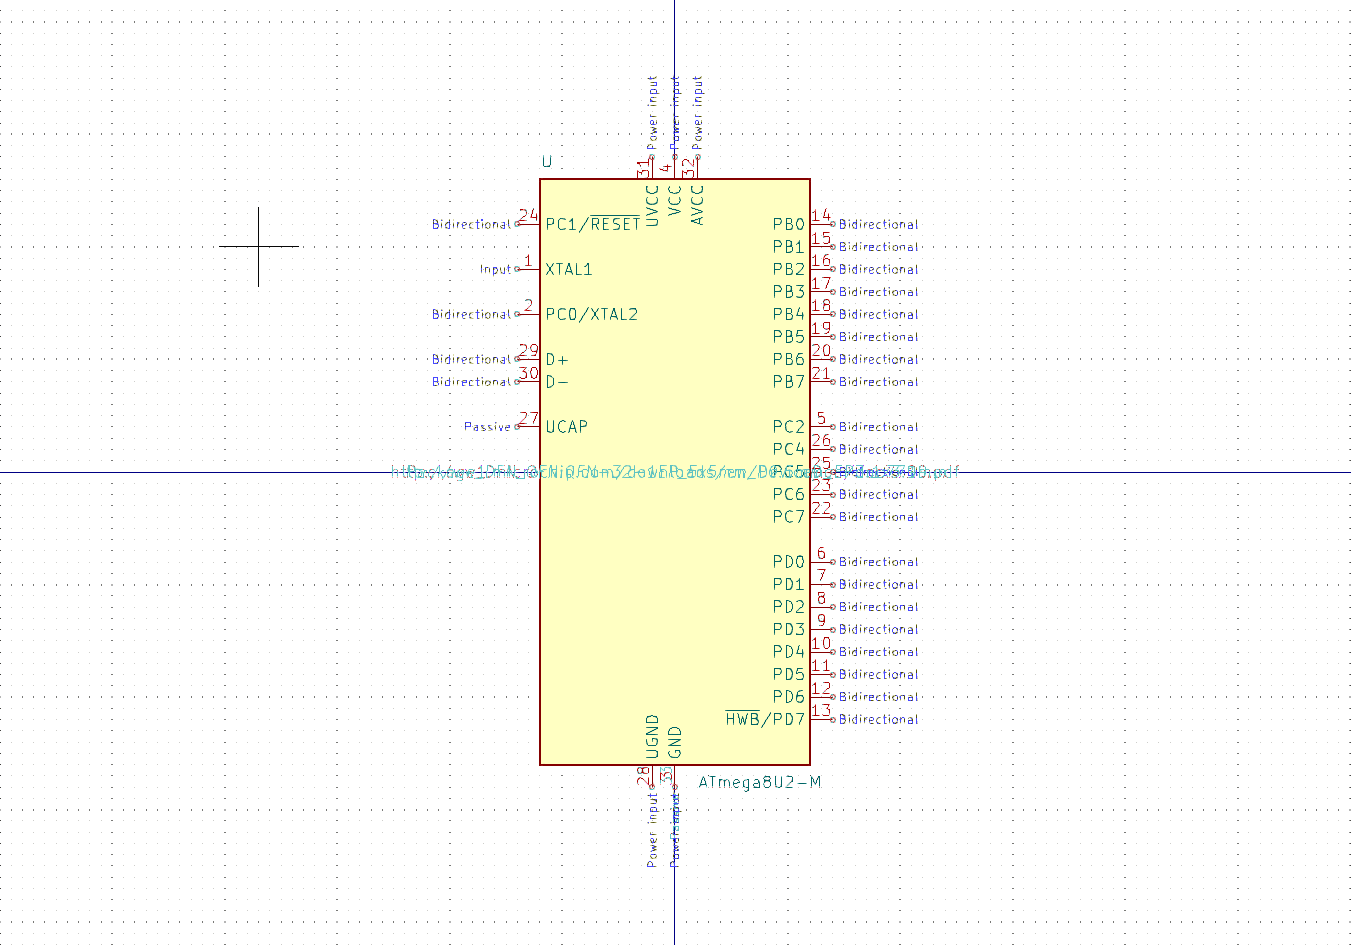 Power input
Power input
Power input
U
31
4
32
UVCC
VCC
AVCC
Bidirectional 24 PC1/RESET
PB0 14 Bidirectional
PB1 15 Bidirectional
Input 1 XTAL1
PB2 16 Bidirectional
PB3 17 Bidirectional
Bidirectional 2 PC0/XTAL2
PB4 18 Bidirectional
PB5 19 Bidirectional
Bidirectional 29 D+
PB6 20 Bidirectional
Bidirectional 30 D-
PB7 21 Bidirectional
Passive 27 UCAP
PC2 5 Bidirectional
PC4 26 Bidirectional
PC5 25
PC6 23 Bidirectional
PC7 22 Bidirectional
PD0 6 Bidirectional
PD1 7 Bidirectional
PD2 8 Bidirectional
PD3 9 Bidirectional
PD4 10 Bidirectional
PD5 11 Bidirectional
PD6 12 Bidirectional
HWB/PD7 13 Bidirectional
UGND
GND
28
ATmega8U2-M
Power input
Power input